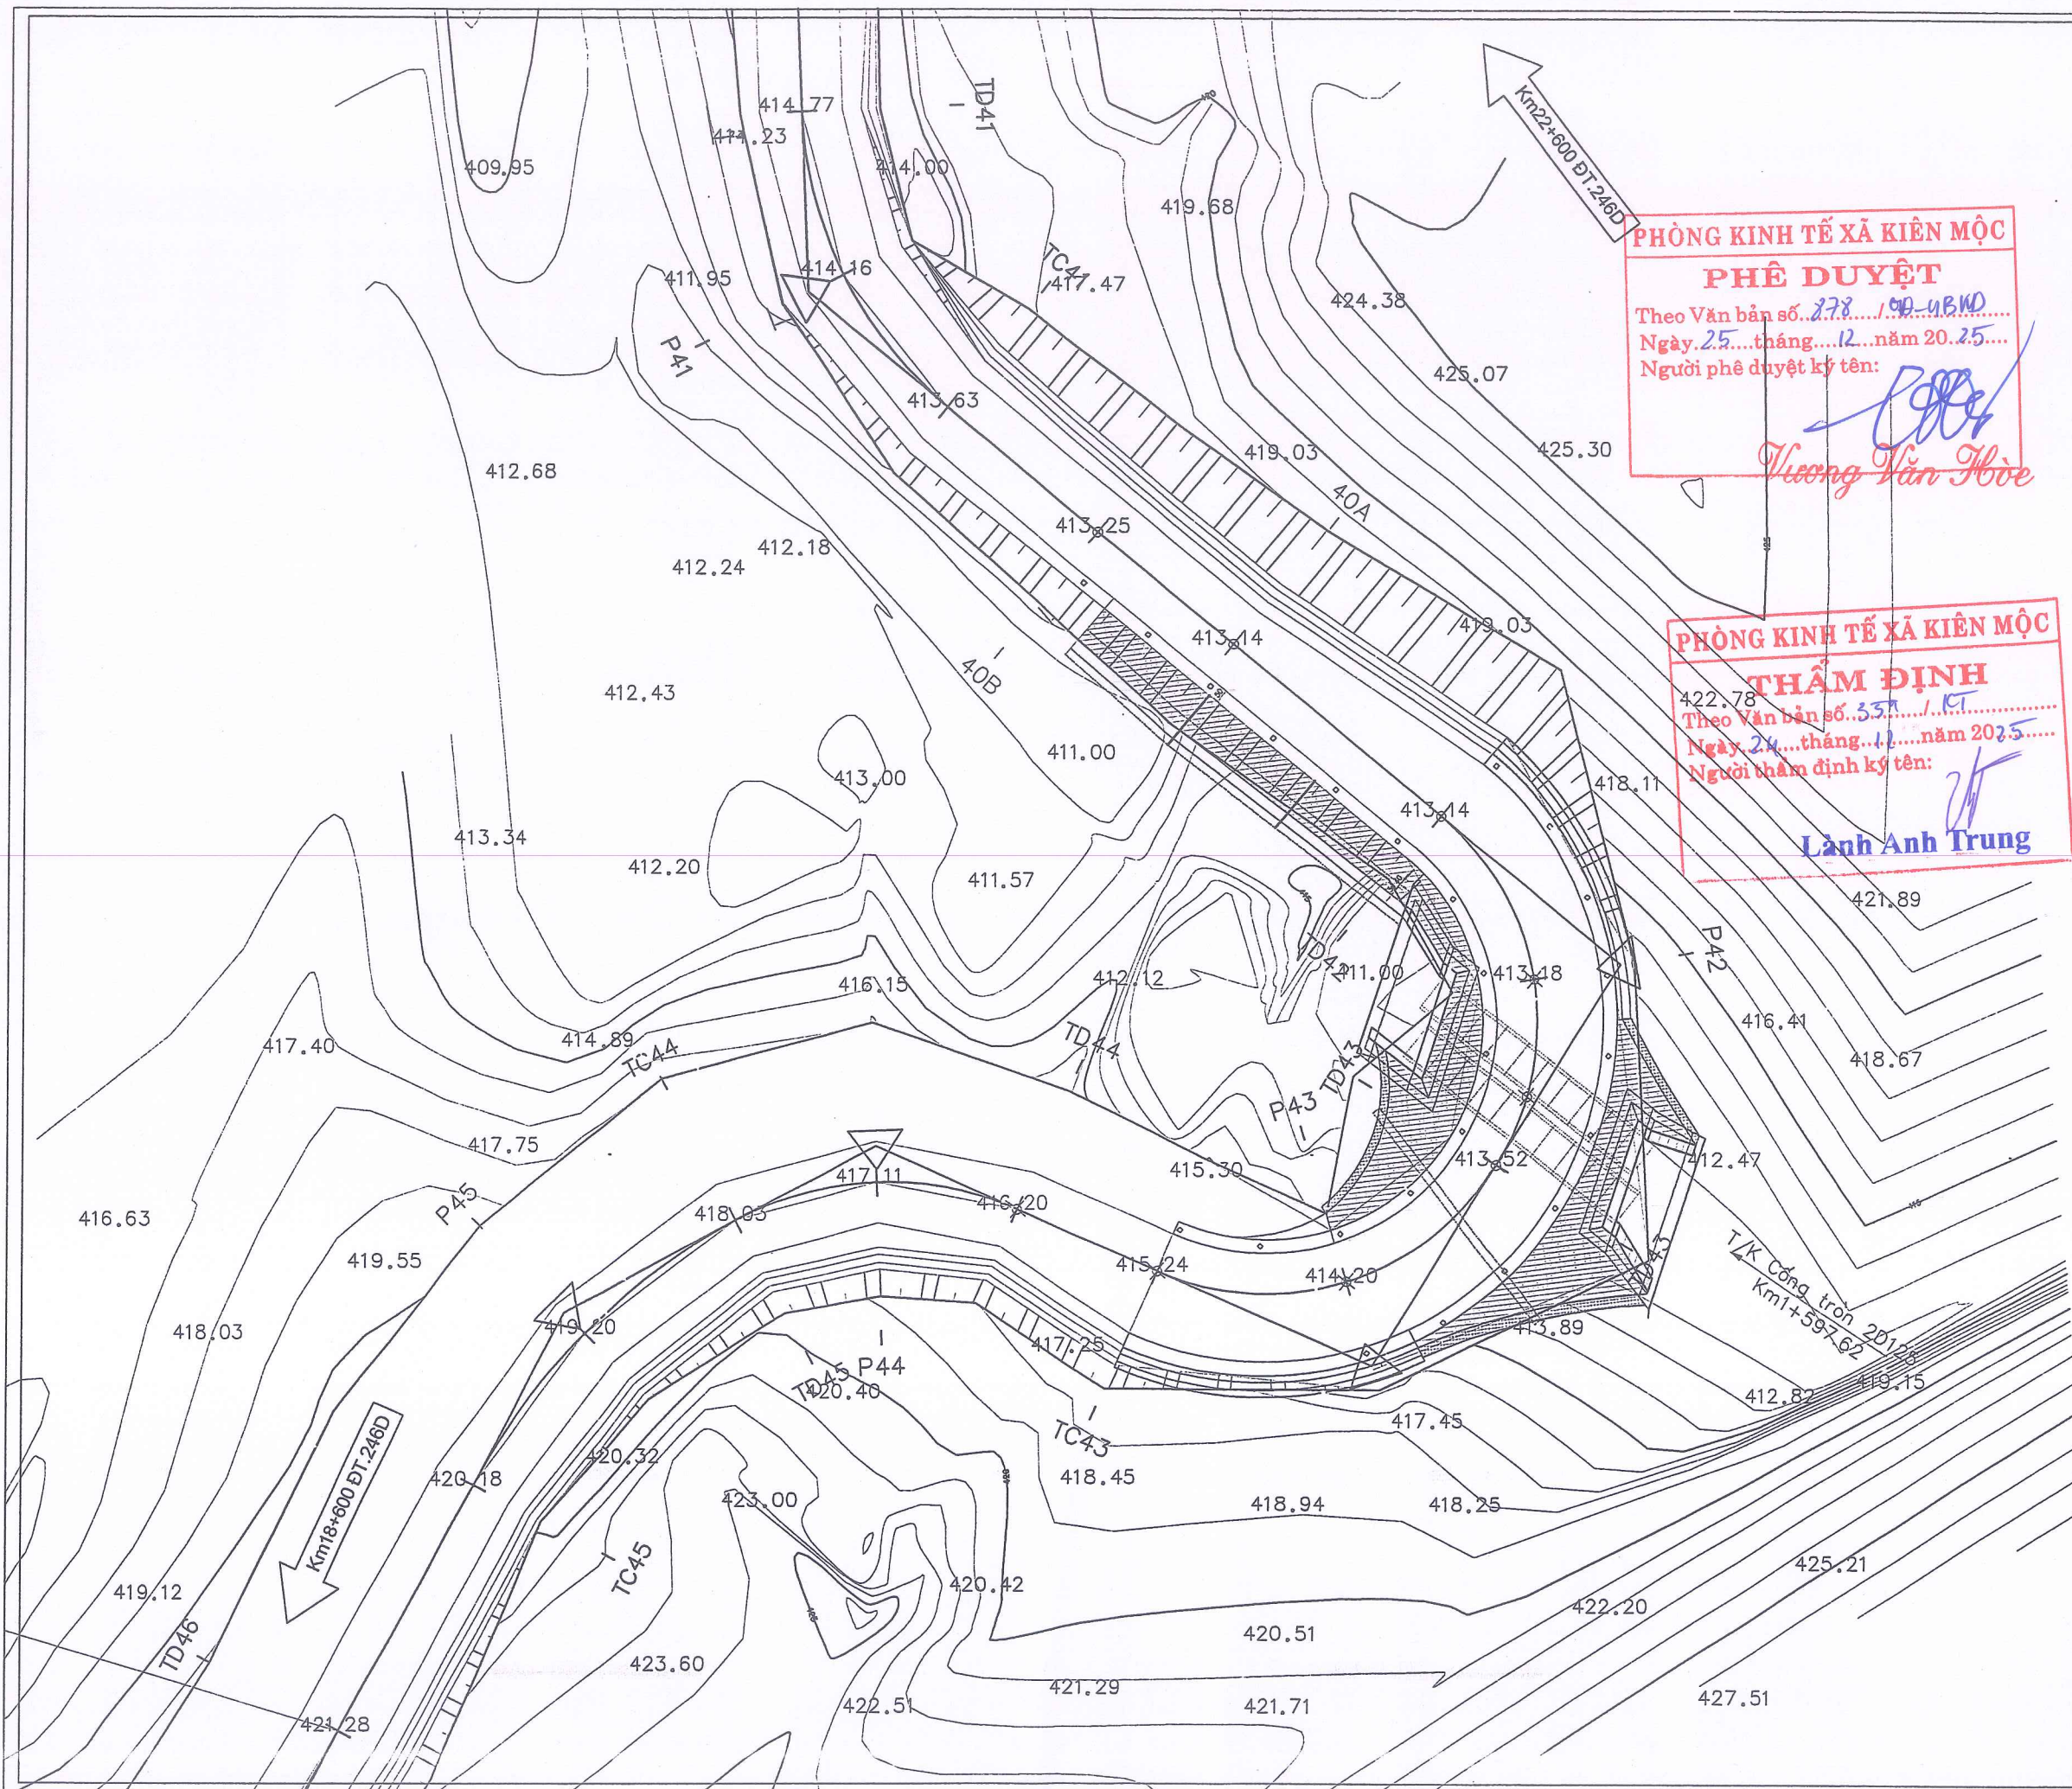 TD41
414.77
411.23
414.00
409.95
419.68
Km22+600 ĐT.246D
TC41
414.16
411.95
417.47
424.38
P41
413.63
425.07
425.30
412.68
419.03
40A
413.25
412.18
412.24
413.14
419.03
40B
412.43
422.78
411.00
413.00
413.14
418.11
413.34
412.20
411.57
421.89
TD42
411.00
413.18
P42
412.12
416.15
416.41
418.67
417.40
414.89
TC44
TD44
TD43
P43
417.75
415.30
413.52
412.47
P45
416.63
417.11
418.03
416.20
419.55
415.24
414.20
T/K Cống tròn 2D125
Km1+597.62
418.03
419.20
417.25
413.89
P44
TD45
420.40
412.82
419.15
TC43
417.45
420.32
420.18
418.45
423.00
418.94
418.25
Km18+600 ĐT.246D
TC45
420.42
419.12
422.20
425.21
TD46
420.51
423.60
421.29
422.51
421.71
427.51
421.28
PHÒNG KINH TẾ XÃ KIÊN MỘC
PHÊ DUYỆT
Theo Văn bản số 878 / QĐ-UBND
Ngày 25 tháng 12 năm 2025
Người phê duyệt ký tên:
Vương Văn Hòe
PHÒNG KINH TẾ XÃ KIÊN MỘC
THẨM ĐỊNH
Theo Văn bản số / KT
Ngày 24 tháng 12 năm 2025
Người thẩm định ký tên:
Lành Anh Trung